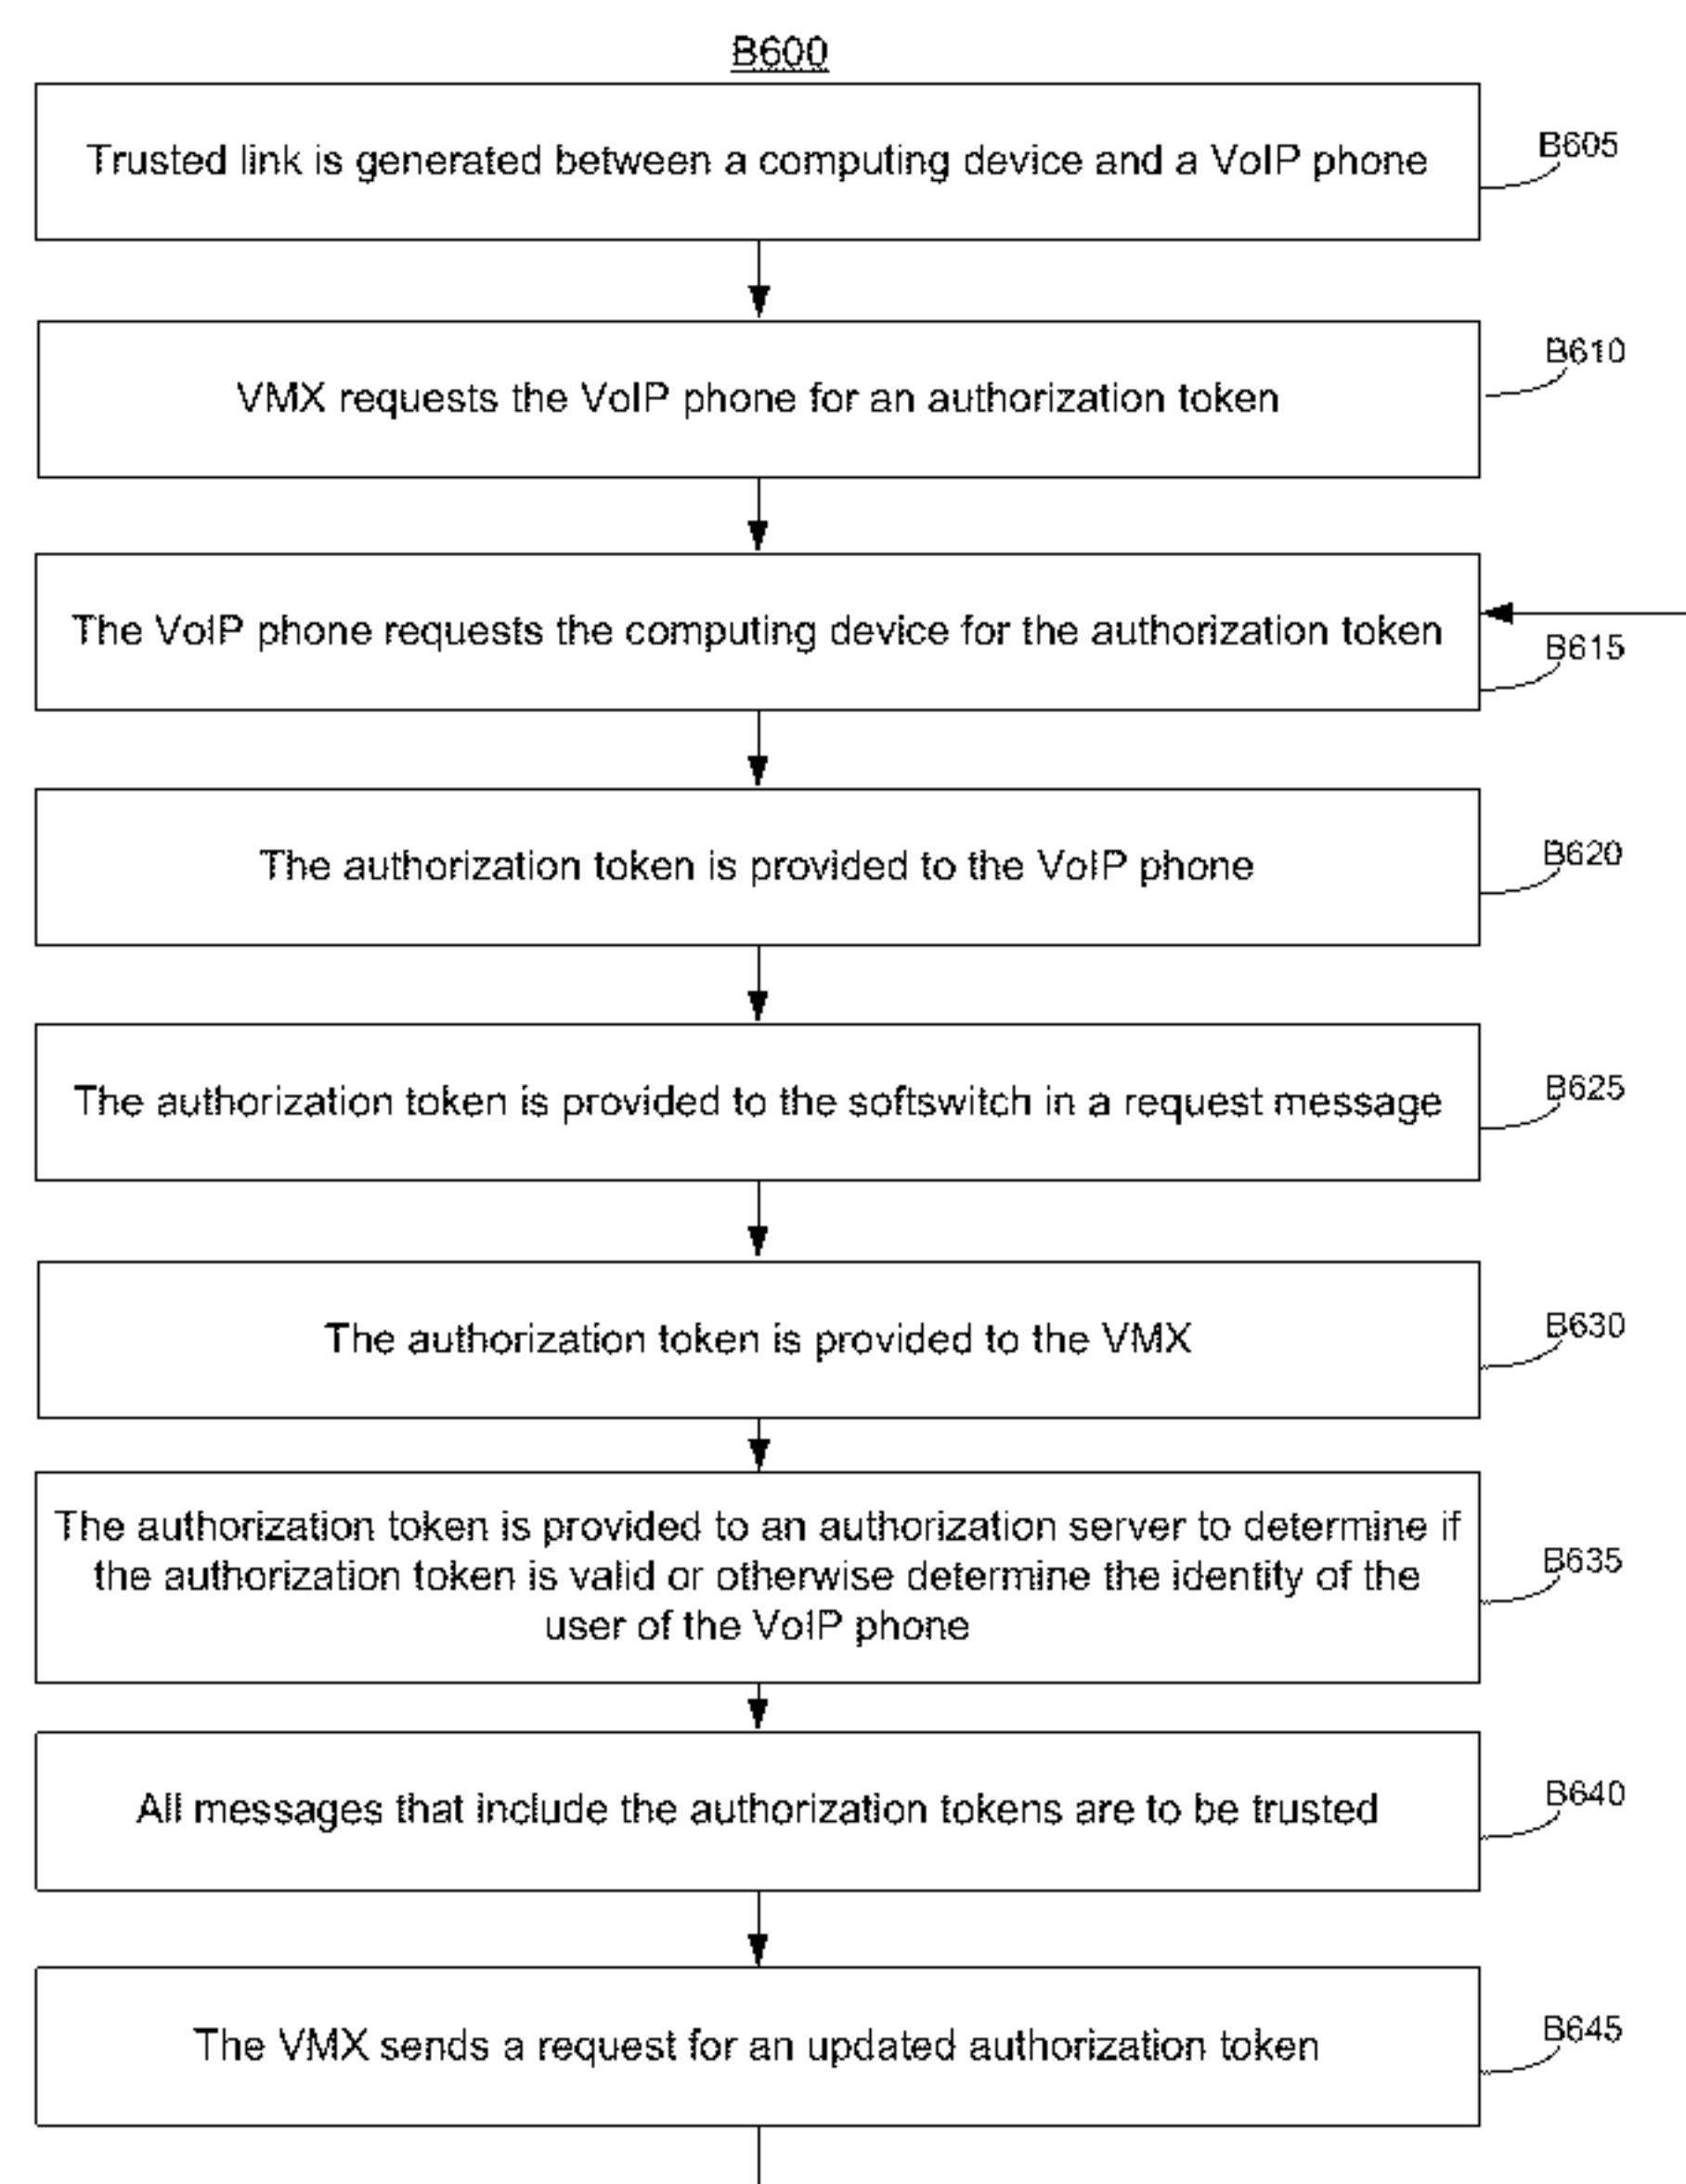 B600
Trusted link is generated between a computing device and a VoIP phone
B605
VMX requests the VoIP phone for an authorization token
B610
The VoIP phone requests the computing device for the authorization token
B615
The authorization token is provided to the VoIP phone
B620
The authorization token is provided to the softswitch in a request message
B625
The authorization token is provided to the VMX
B630
The authorization token is provided to an authorization server to determine if
the authorization token is valid or otherwise determine the identity of the
user of the VoIP phone
B635
All messages that include the authorization tokens are to be trusted
B640
The VMX sends a request for an updated authorization token
B645